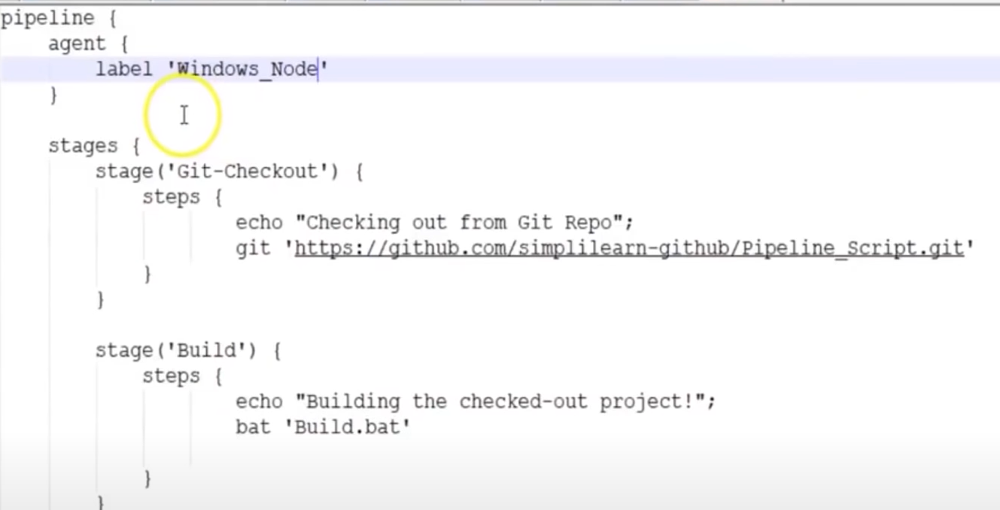 pipeline {
    agent {
        label 'Windows_Node'
    }

    stages {
        stage('Git-Checkout') {
            steps {
                    echo "Checking out from Git Repo";
                    git 'https://github.com/simplilearn-github/Pipeline_Script.git'
            }
        }

        stage('Build') {
            steps {
                    echo "Building the checked-out project!";
                    bat 'Build.bat'

            }
        }